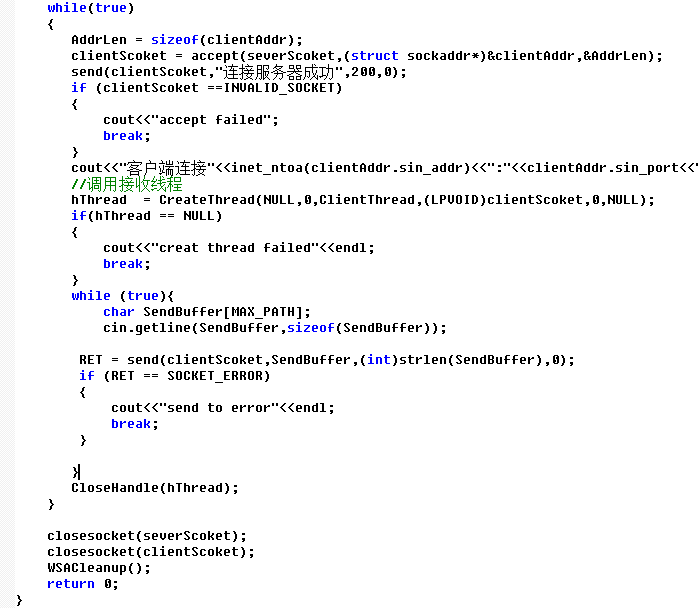 while(true)
{
AddrLen = sizeof(clientAddr);
clientScoket = accept(severScoket,(struct sockaddr*)&clientAddr,&AddrLen);
send(clientScoket,"连接服务器成功",200,0);
if (clientScoket ==INVALID_SOCKET)
{
cout<<"accept failed";
break;
}
cout<<"客户端连接"<<inet_ntoa(clientAddr.sin_addr)<<":"<<clientAddr.sin_port<<"
//调用接收线程
hThread  = CreateThread(NULL,0,ClientThread,(LPVOID)clientScoket,0,NULL);
if(hThread == NULL)
{
cout<<"creat thread failed"<<endl;
break;
}
while (true){
char SendBuffer[MAX_PATH];
cin.getline(SendBuffer,sizeof(SendBuffer));
RET = send(clientScoket,SendBuffer,(int)strlen(SendBuffer),0);
if (RET == SOCKET_ERROR)
{
cout<<"send to error"<<endl;
break;
}
}
CloseHandle(hThread);
}
closesocket(severScoket);
closesocket(clientScoket);
WSACleanup();
return 0;
}